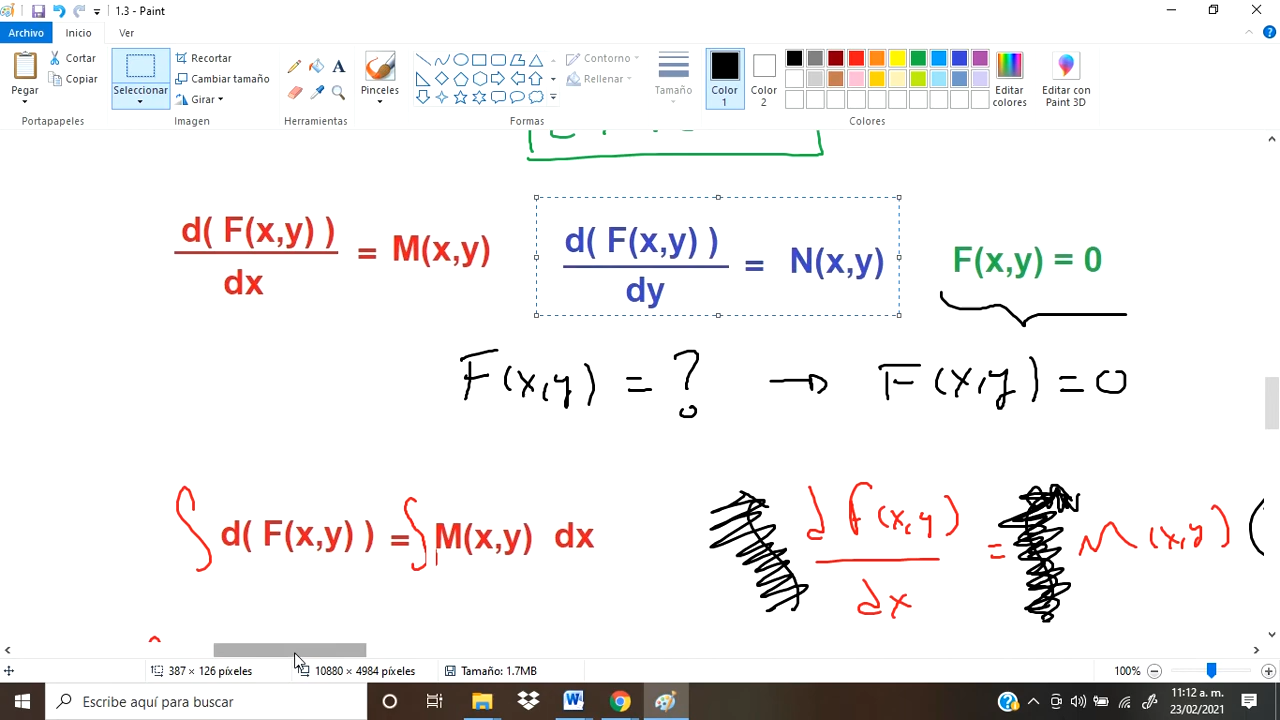 1.3 - Paint
Archivo Inicio Ver
Pegar
Cortar
Copiar
Portapapeles
Seleccionar
Recortar
Cambiar tamaño
Girar
Imagen
A
Herramientas
Pinceles
Contorno
Rellenar
Formas
Tamaño
Color 1
Color 2
Editar colores
Editar con Paint 3D
Colores
d( F(x,y) ) / dx = M(x,y)
d( F(x,y) ) / dy = N(x,y)
F(x,y) = 0
F(x,y) = ? → F(x,y) = 0
∫ d( F(x,y) ) = ∫ M(x,y) dx
d F(x,y) / dx = M(x,y) (
387 × 126 píxeles
10880 × 4984 píxeles
Tamaño: 1.7MB
100%
Escribe aquí para buscar
11:12 a. m.
23/02/2021